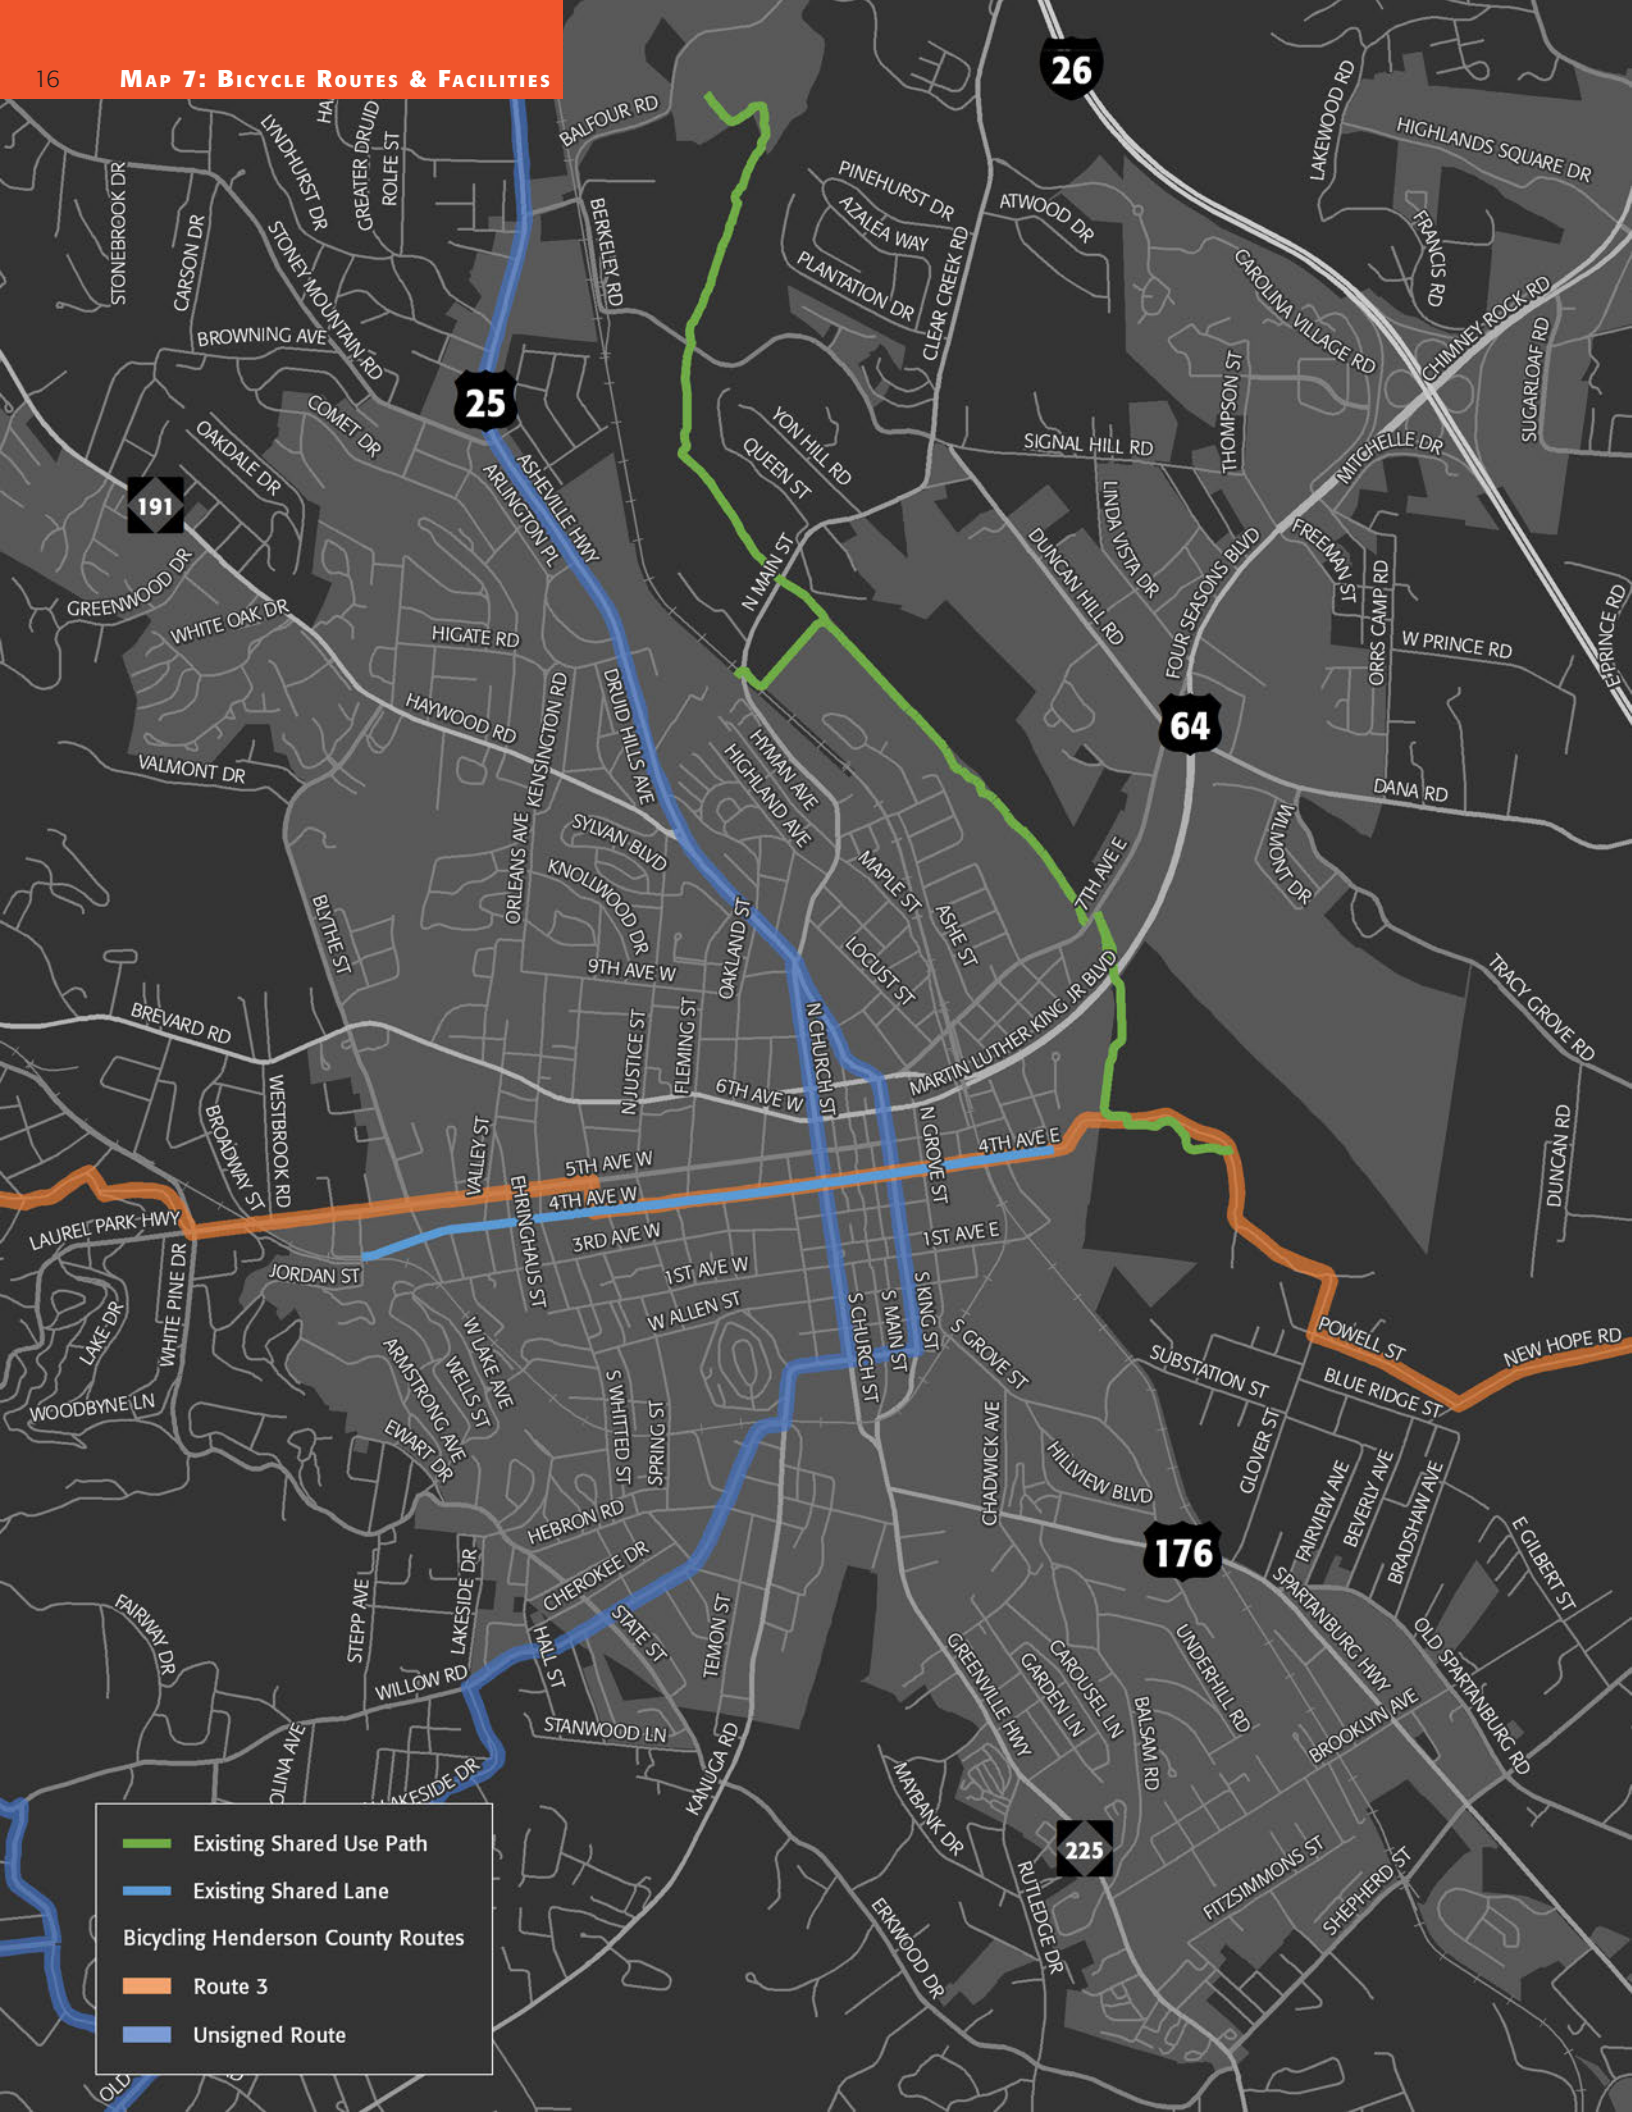 16
MAP 7: BICYCLE ROUTES & FACILITIES
26
BALFOUR RD
LAKEWOOD RD
HIGHLANDS SQUARE DR
HA
GREATER DRUID
ROLFE ST
LYNDHURST DR
STONEBROOK DR
CARSON DR
STONEY MOUNTAIN RD
BERKELEY RD
PINEHURST DR
AZALEA WAY
PLANTATION DR
CLEAR CREEK RD
ATWOOD DR
FRANCIS RD
CAROLINA VILLAGE RD
CHIMNEY ROCK RD
SUGARLOAF RD
BROWNING AVE
25
THOMPSON ST
COMET DR
OAKDALE DR
YON HILL RD
QUEEN ST
SIGNAL HILL RD
MITCHELLE DR
191
ASHEVILLE HWY
ARLINGTON PL
LINDA VISTA DR
DUNCAN HILL RD
FOUR SEASONS BLVD
FREEMAN ST
ORRS CAMP RD
N MAIN ST
GREENWOOD DR
WHITE OAK DR
HIGATE RD
W PRINCE RD
E PRINCE RD
HAYWOOD RD
KENSINGTON RD
DRUID HILLS AVE
64
VALMONT DR
HYMAN AVE
HIGHLAND AVE
DANA RD
ORLEANS AVE
SYLVAN BLVD
KNOLLWOOD DR
MAPLE ST
ASHE ST
7TH AVE E
WILMONT DR
BLYTHE ST
OAKLAND ST
9TH AVE W
LOCUST ST
TRACY GROVE RD
BREVARD RD
N JUSTICE ST
FLEMING ST
N CHURCH ST
MARTIN LUTHER KING JR BLVD
6TH AVE W
WESTBROOK RD
BROADWAY ST
VALLEY ST
N GROVE ST
4TH AVE E
DUNCAN RD
5TH AVE W
4TH AVE W
EHRINGHAUS ST
LAUREL PARK HWY
3RD AVE W
1ST AVE E
JORDAN ST
1ST AVE W
W ALLEN ST
WHITE PINE DR
LAKE DR
S CHURCH ST
S MAIN ST
S KING ST
S GROVE ST
POWELL ST
NEW HOPE RD
W LAKE AVE
WELLS ST
ARMSTRONG AVE
SUBSTATION ST
BLUE RIDGE ST
WOODBYNE LN
EWART DR
S WHITTED ST
SPRING ST
CHADWICK AVE
HILLVIEW BLVD
GLOVER ST
FAIRVIEW AVE
BEVERLY AVE
BRADSHAW AVE
E GILBERT ST
HEBRON RD
CHEROKEE DR
176
SPARTANBURG HWY
STEPP AVE
LAKESIDE DR
FAIRWAY DR
HALL ST
STATE ST
TEMON ST
GREENVILLE HWY
GARDEN LN
CAROUSEL LN
UNDERHILL RD
OLD SPARTANBURG RD
BROOKLYN AVE
WILLOW RD
STANWOOD LN
BALSAM RD
KANUGA RD
OLINA AVE
LAKESIDE DR
MAYBANK DR
225
RUTLEDGE DR
FITZSIMMONS ST
SHEPHERD ST
ERKWOOD DR
Existing Shared Use Path
Existing Shared Lane
Bicycling Henderson County Routes
Route 3
Unsigned Route
OLD